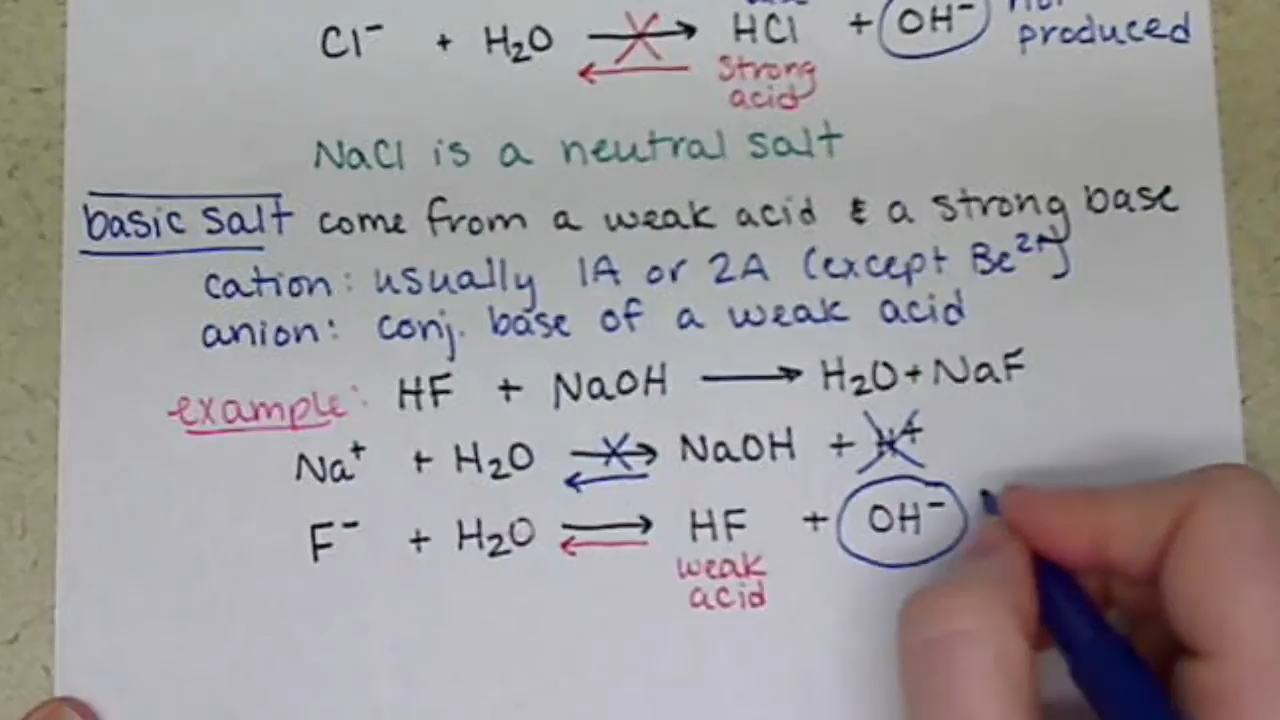 Cl⁻ + H₂O → HCl + OH⁻
produced
strong
acid
NaCl is a neutral salt
basic salt come from a weak acid & a strong base
cation: usually 1A or 2A (except Be²⁺)
anion: conj. base of a weak acid
example: HF + NaOH → H₂O + NaF
Na⁺ + H₂O ⇄ NaOH + H⁺
F⁻ + H₂O ⇄ HF + OH⁻
weak
acid